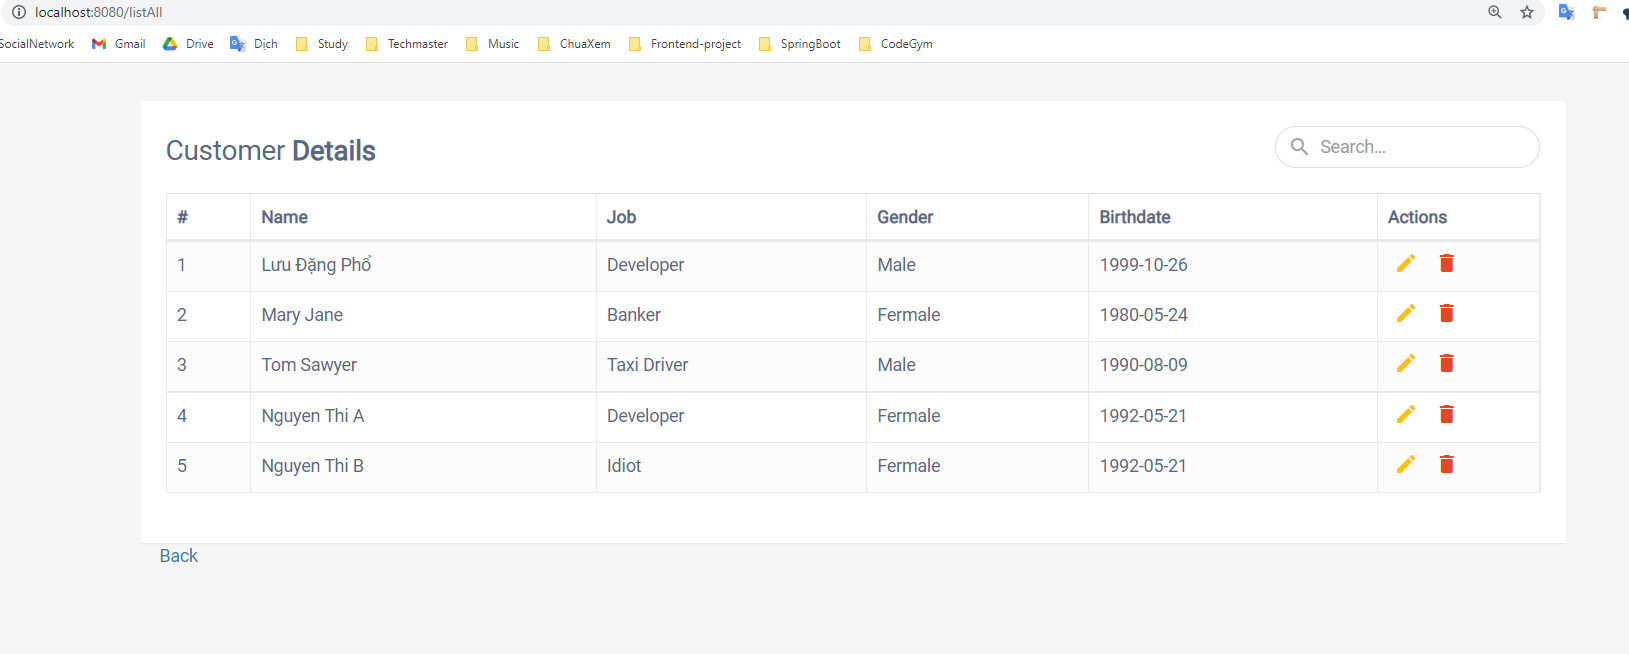 localhost:8080/listAll
SocialNetwork Gmail Drive Dịch Study Techmaster Music ChuaXem Frontend-project SpringBoot CodeGym
Customer Details Search...
# Name Job Gender Birthdate Actions
1 Lưu Đặng Phổ Developer Male 1999-10-26
2 Mary Jane Banker Fermale 1980-05-24
3 Tom Sawyer Taxi Driver Male 1990-08-09
4 Nguyen Thi A Developer Fermale 1992-05-21
5 Nguyen Thi B Idiot Fermale 1992-05-21
Back